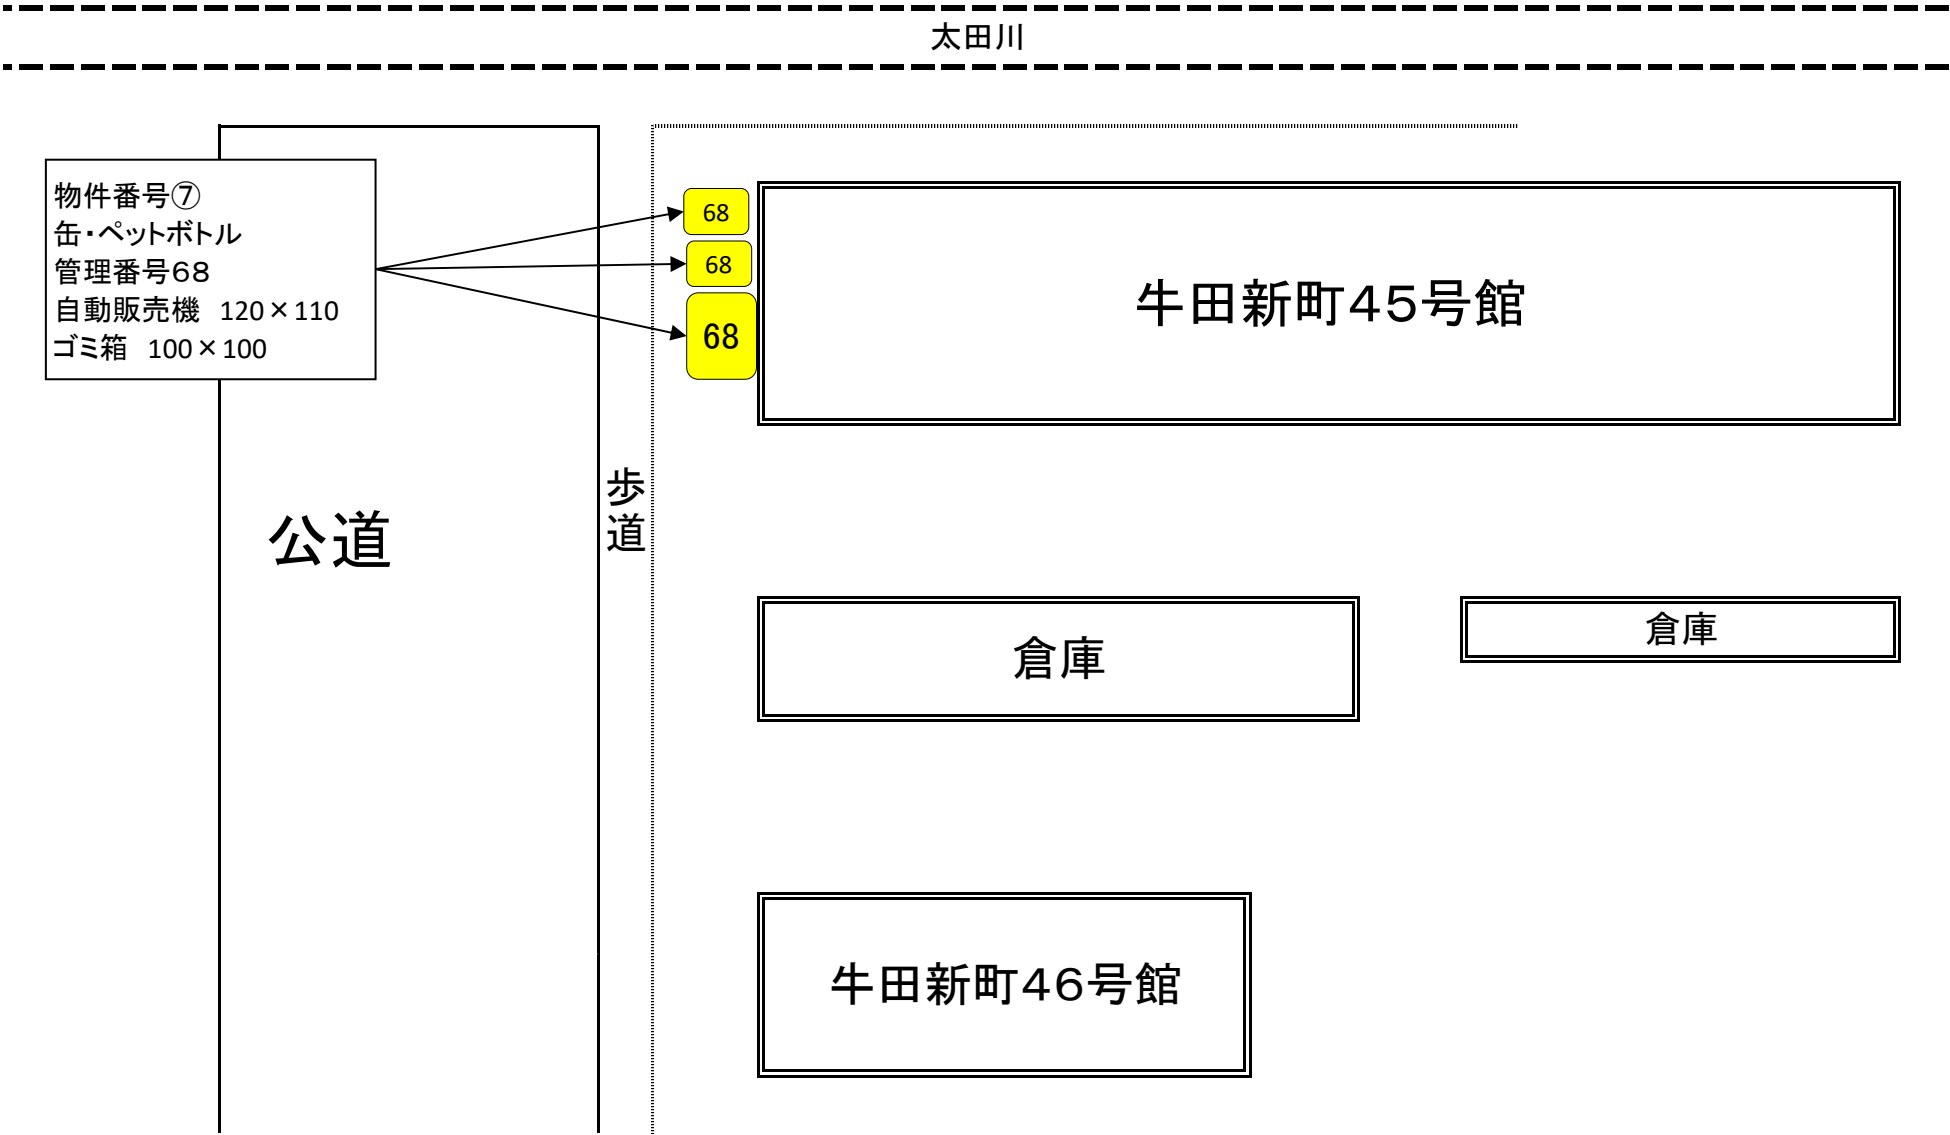 太田川
物件番号⑦
缶・ペットボトル
管理番号６８
自動販売機　120×110
ゴミ箱　100×100
68
68
68
牛田新町４５号館
歩道
公道
倉庫
倉庫
牛田新町４６号館